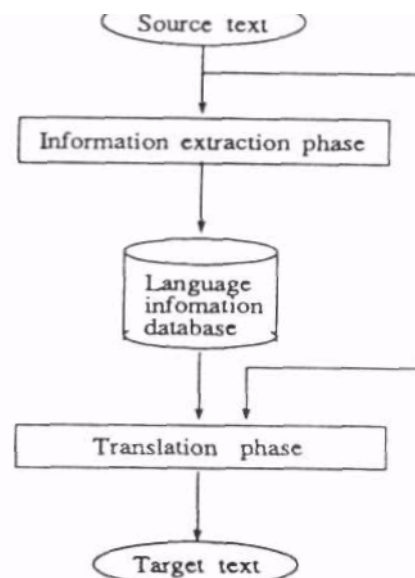 Source text
Information extraction phase
Language
infomation
database
Translation phase
Target text